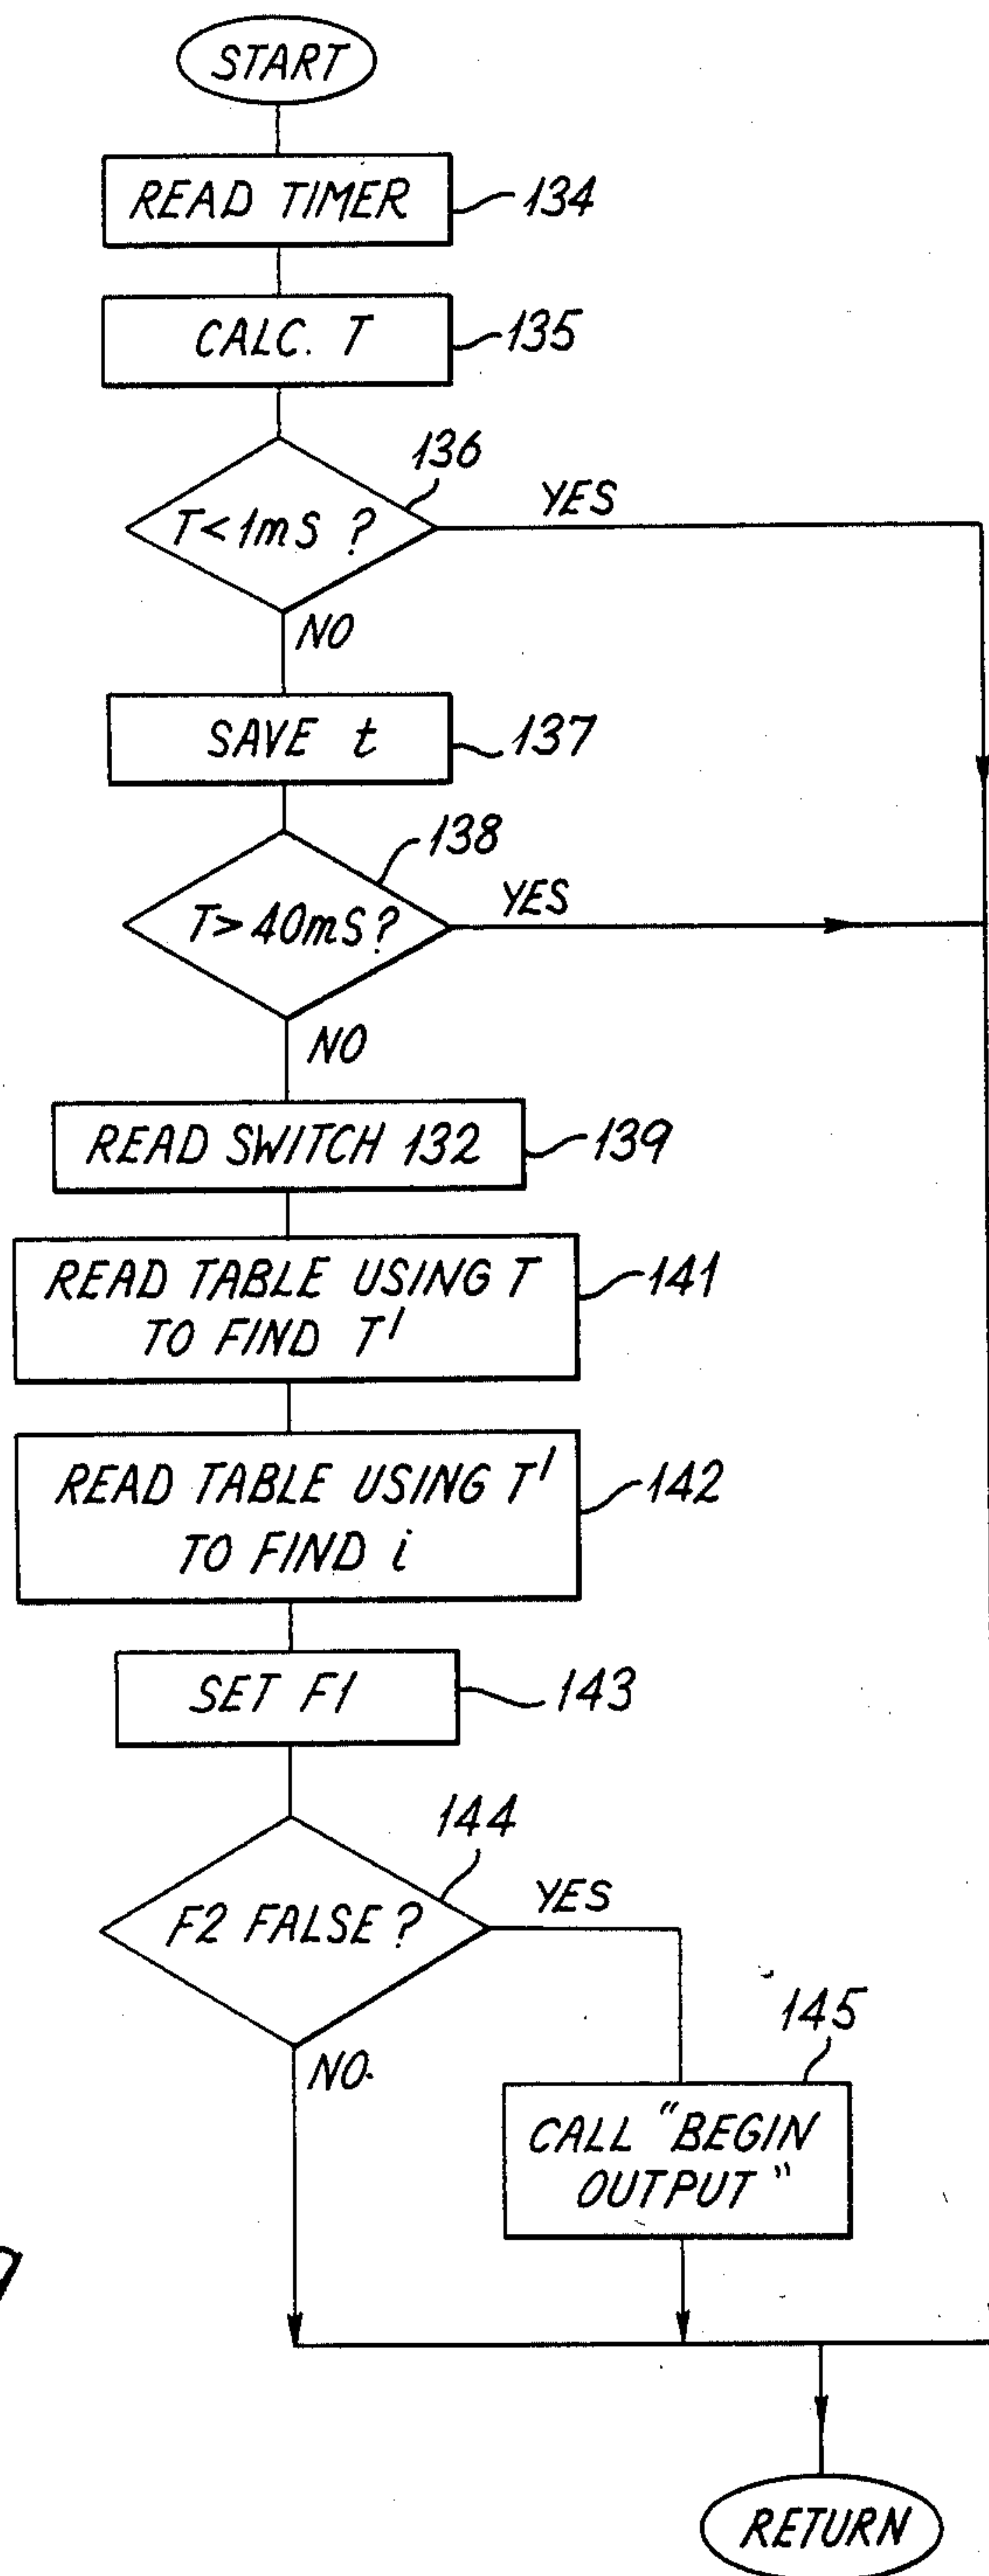 START
READ TIMER
134
CALC. T
135
136
T<1mS ?
YES
NO
SAVE t
137
138
T>40mS?
YES
NO
READ SWITCH 132
139
READ TABLE USING T
TO FIND T'
141
READ TABLE USING T'
TO FIND i
142
SET F1
143
144
F2 FALSE ?
YES
NO.
145
CALL "BEGIN
OUTPUT"
RETURN